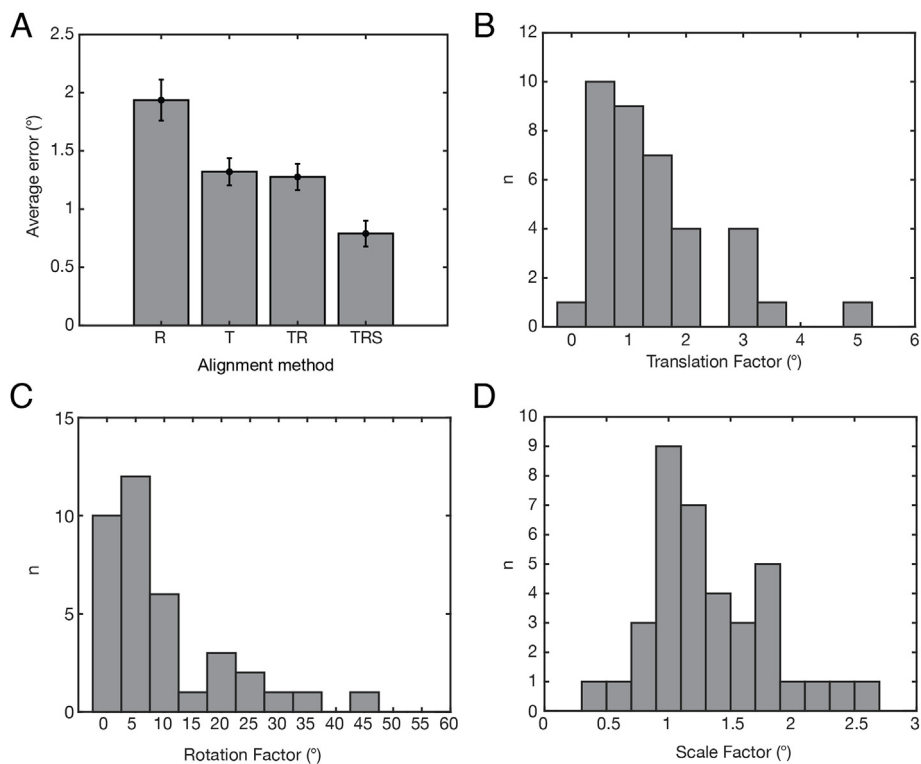 A
2.5
2
1.5
1
0.5
0
Average error (°)
R T TR TRS
Alignment method
B
12
10
8
6
4
2
0
n
0 1 2 3 4 5 6
Translation Factor (°)
C
15
10
5
0
n
0 5 10 15 20 25 30 35 40 45 50 55 60
Rotation Factor (°)
D
10
9
8
7
6
5
4
3
2
1
0
n
0 0.5 1 1.5 2 2.5 3
Scale Factor (°)